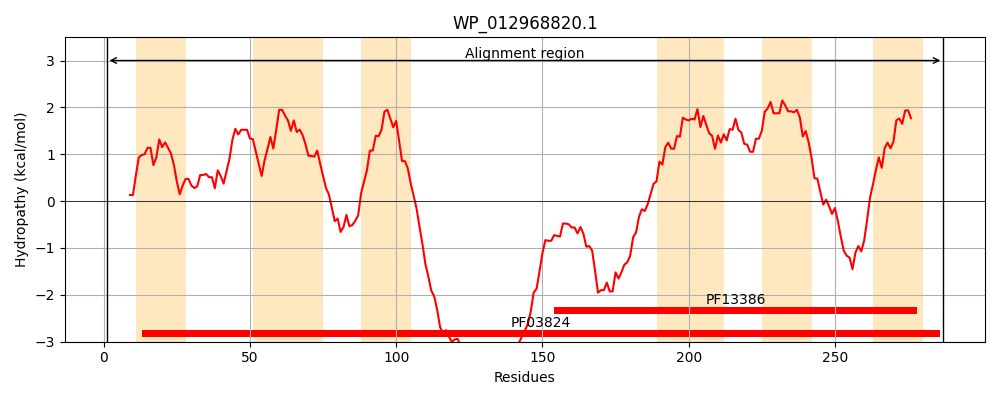 WP_012968820.1
Alignment region
3
2
1
0
−1
−2
−3
Hydropathy (kcal/mol)
PF13386
PF03824
0
50
100
150
200
250
Residues